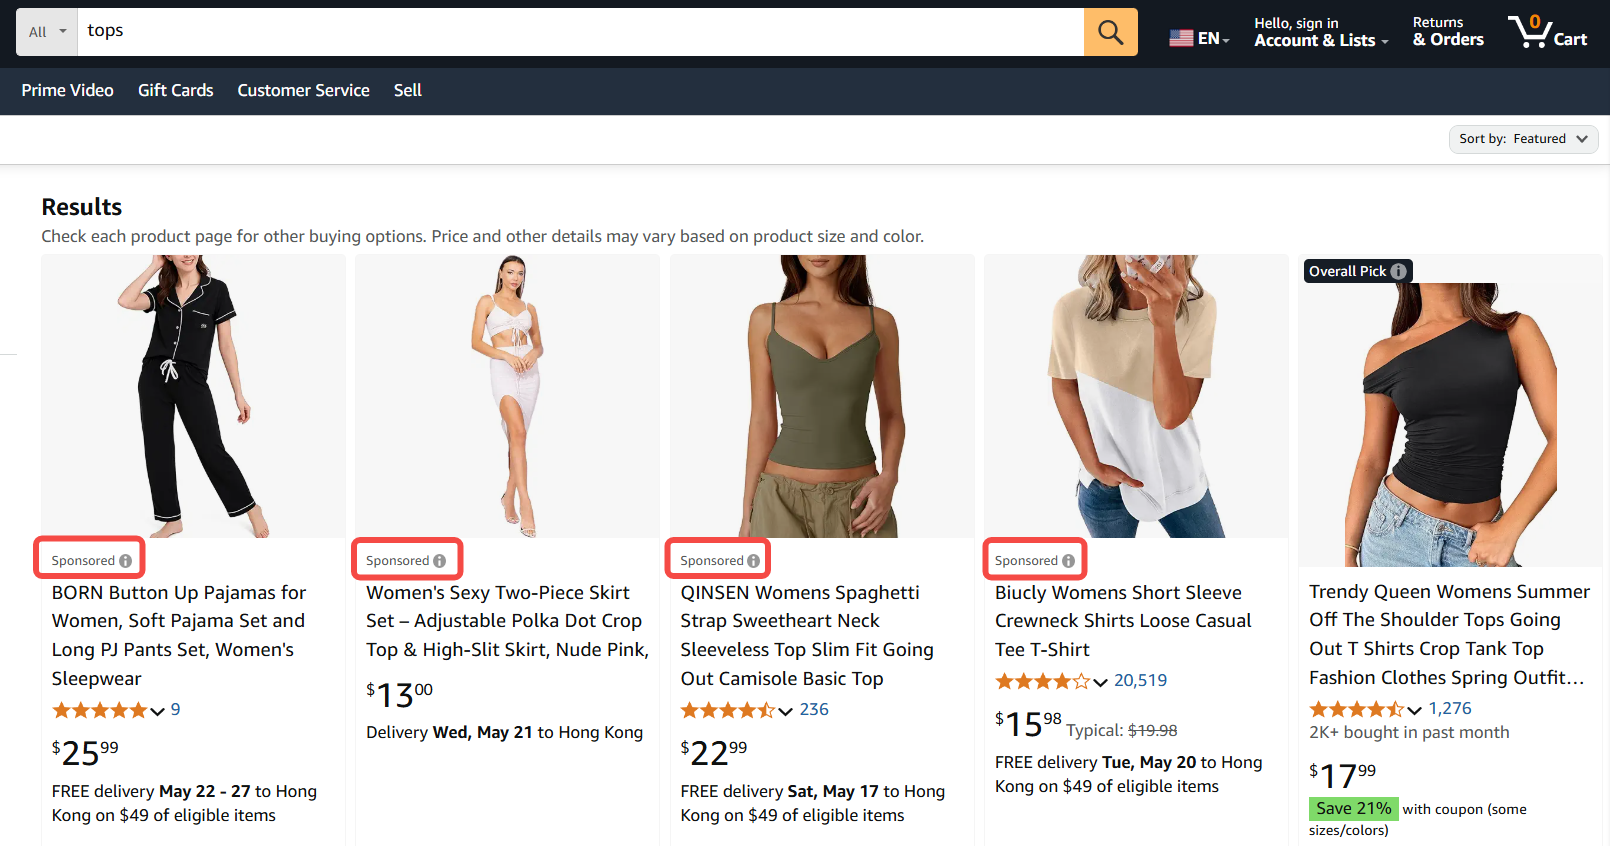 All
tops
EN
Hello, sign in
Account & Lists
Returns
& Orders
0
Cart
Prime Video
Gift Cards
Customer Service
Sell
Sort by: Featured
Results
Check each product page for other buying options. Price and other details may vary based on product size and color.
Sponsored
BORN Button Up Pajamas for
Women, Soft Pajama Set and
Long PJ Pants Set, Women's
Sleepwear
9
$2599
FREE delivery May 22 - 27 to Hong
Kong on $49 of eligible items
Sponsored
Women's Sexy Two-Piece Skirt
Set – Adjustable Polka Dot Crop
Top & High-Slit Skirt, Nude Pink,
$1300
Delivery Wed, May 21 to Hong Kong
Sponsored
QINSEN Womens Spaghetti
Strap Sweetheart Neck
Sleeveless Top Slim Fit Going
Out Camisole Basic Top
236
$2299
FREE delivery Sat, May 17 to Hong
Kong on $49 of eligible items
Sponsored
Biucly Womens Short Sleeve
Crewneck Shirts Loose Casual
Tee T-Shirt
20,519
$1598 Typical: $19.98
FREE delivery Tue, May 20 to Hong
Kong on $49 of eligible items
Overall Pick
Trendy Queen Womens Summer
Off The Shoulder Tops Going
Out T Shirts Crop Tank Top
Fashion Clothes Spring Outfit...
1,276
2K+ bought in past month
$1799
Save 21% with coupon (some
sizes/colors)